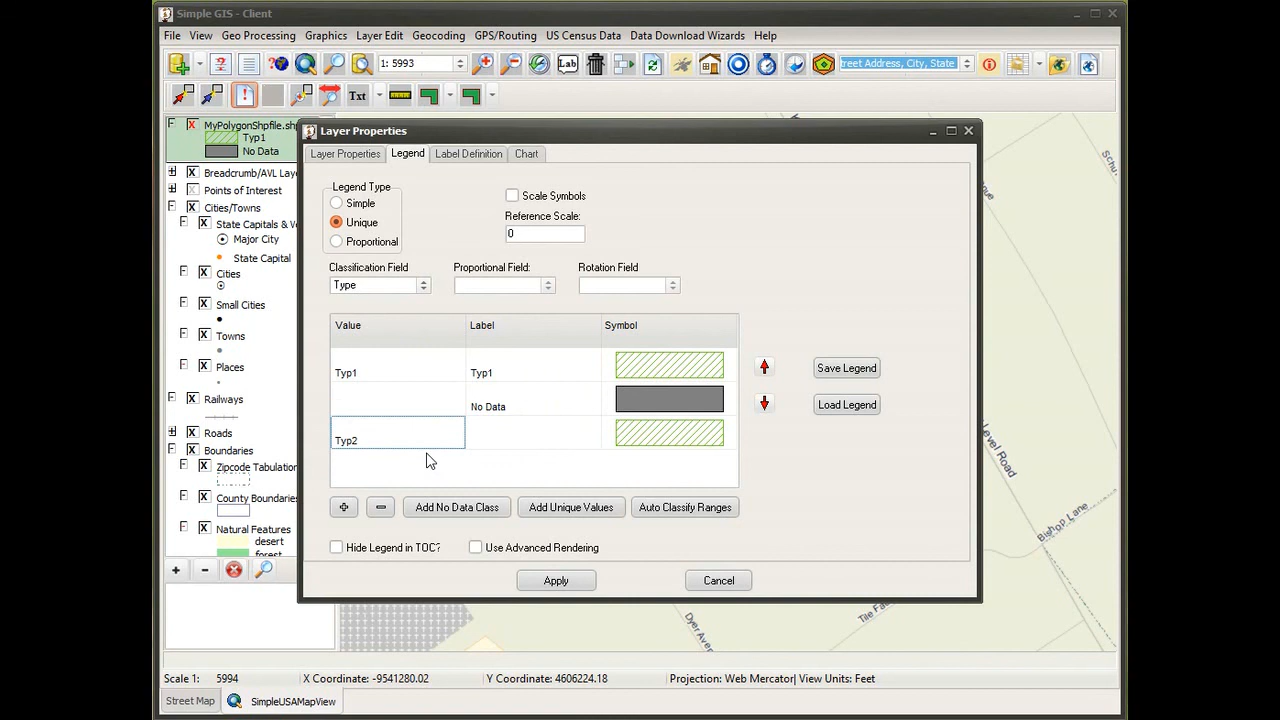 Simple GIS - Client
File View Geo Processing Graphics Layer Edit Geocoding GPS/Routing US Census Data Data Download Wizards Help
1: 5993 Lab treet Address, City, State
Txt
MyPolygonShpfile.shp
Typ1
No Data
Breadcrumb/AVL Laye
Points of Interest
Cities/Towns
State Capitals & Ve
Major City
State Capital
Cities
Small Cities
Towns
Places
Railways
Roads
Boundaries
Zipcode Tabulation
County Boundaries
Natural Features
desert
forest
Layer Properties
Layer Properties Legend Label Definition Chart
Legend Type
Simple
Unique
Proportional
Scale Symbols
Reference Scale:
0
Classification Field Proportional Field: Rotation Field
Type
Value Label Symbol
Typ1 Typ1
No Data
Typ2
Save Legend
Load Legend
+ - Add No Data Class Add Unique Values Auto Classify Ranges
Hide Legend in TOC? Use Advanced Rendering
Apply Cancel
Level Road
Bishop Lane
Dyer Aven
Scale 1: 5994 X Coordinate: -9541280.02 Y Coordinate: 4606224.18 Projection: Web Mercator| View Units: Feet
Street Map SimpleUSAMapView